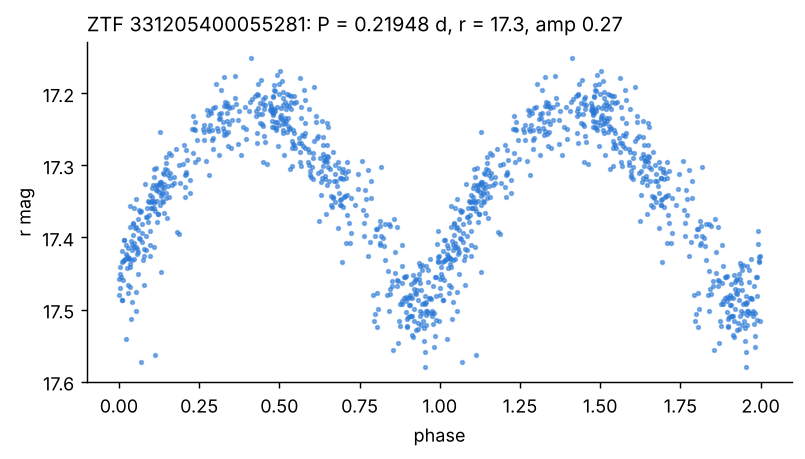 ZTF 331205400055281: P = 0.21948 d, r = 17.3, amp 0.27
17.2
17.3
17.4
17.5
17.6
r mag
0.00 0.25 0.50 0.75 1.00 1.25 1.50 1.75 2.00
phase